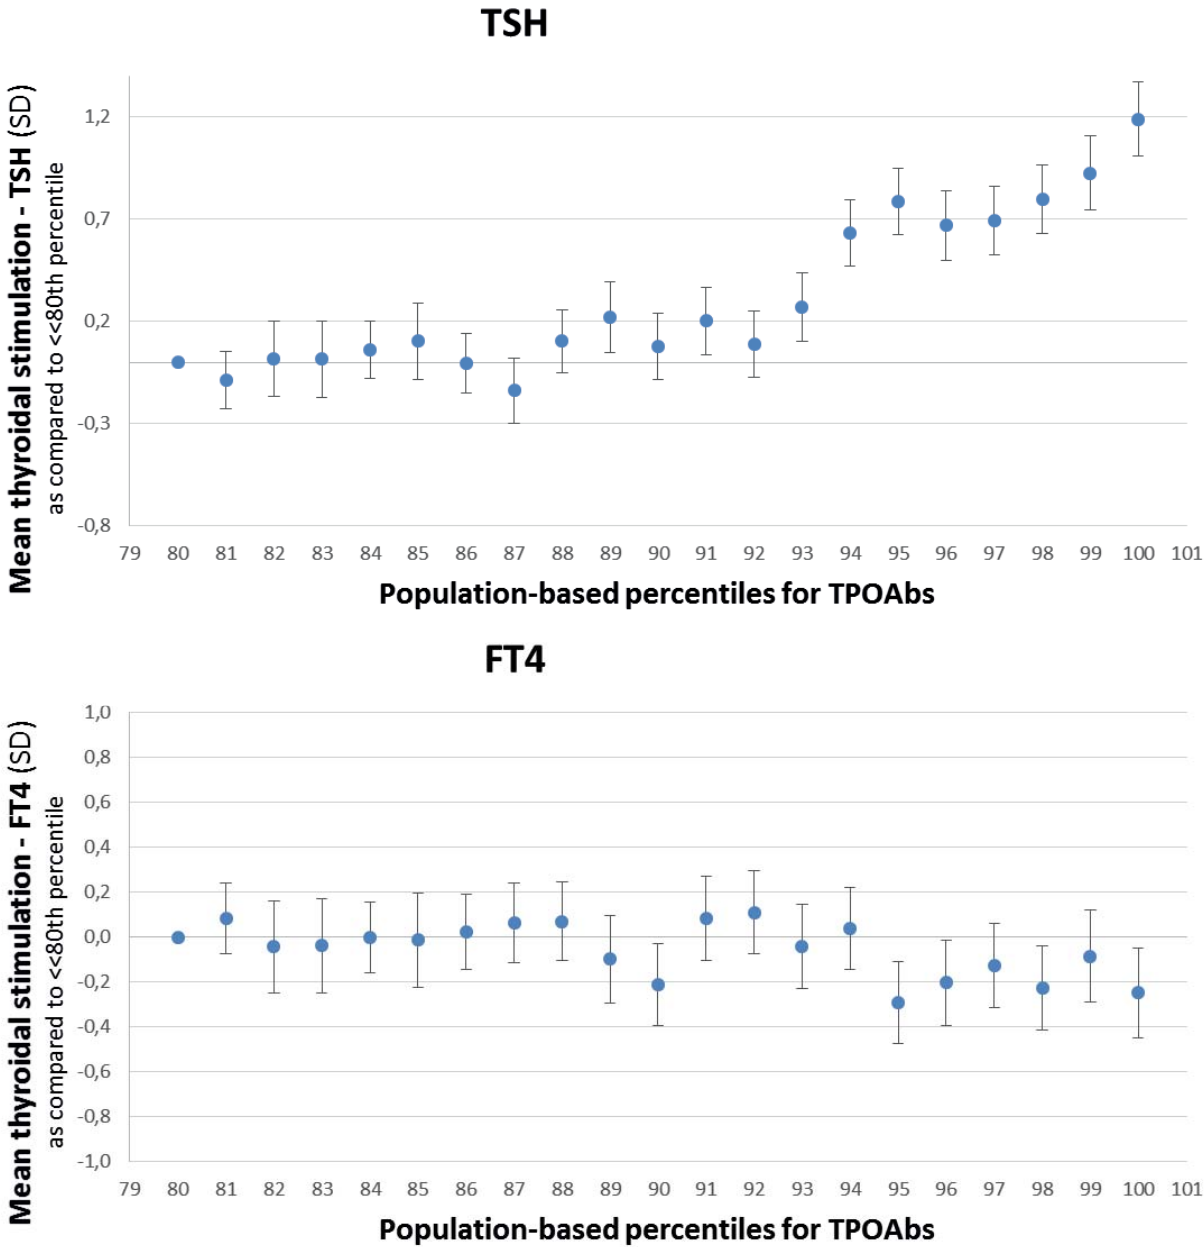 TSH
Mean thyroidal stimulation - TSH (SD)
as compared to <<80th percentile
1,2
0,7
0,2
-0,3
-0,8
79 80 81 82 83 84 85 86 87 88 89 90 91 92 93 94 95 96 97 98 99 100 101
Population-based percentiles for TPOAbs
FT4
Mean thyroidal stimulation - FT4 (SD)
as compared to <<80th percentile
1,0
0,8
0,6
0,4
0,2
0,0
-0,2
-0,4
-0,6
-0,8
-1,0
79 80 81 82 83 84 85 86 87 88 89 90 91 92 93 94 95 96 97 98 99 100 101
Population-based percentiles for TPOAbs